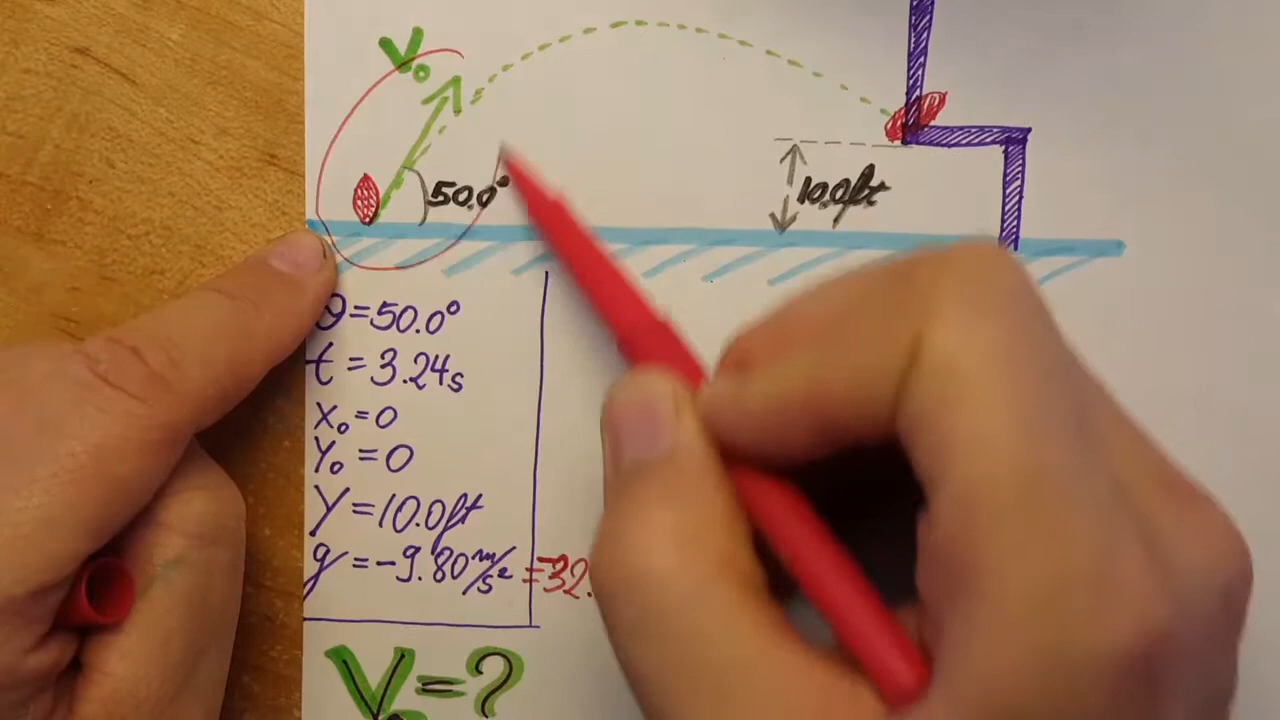 V₀
50.0°
10.0ft
θ=50.0°
t=3.24s
X₀=0
Y₀=0
Y=10.0ft
g=-9.80m/s² =-32.
V₀=?